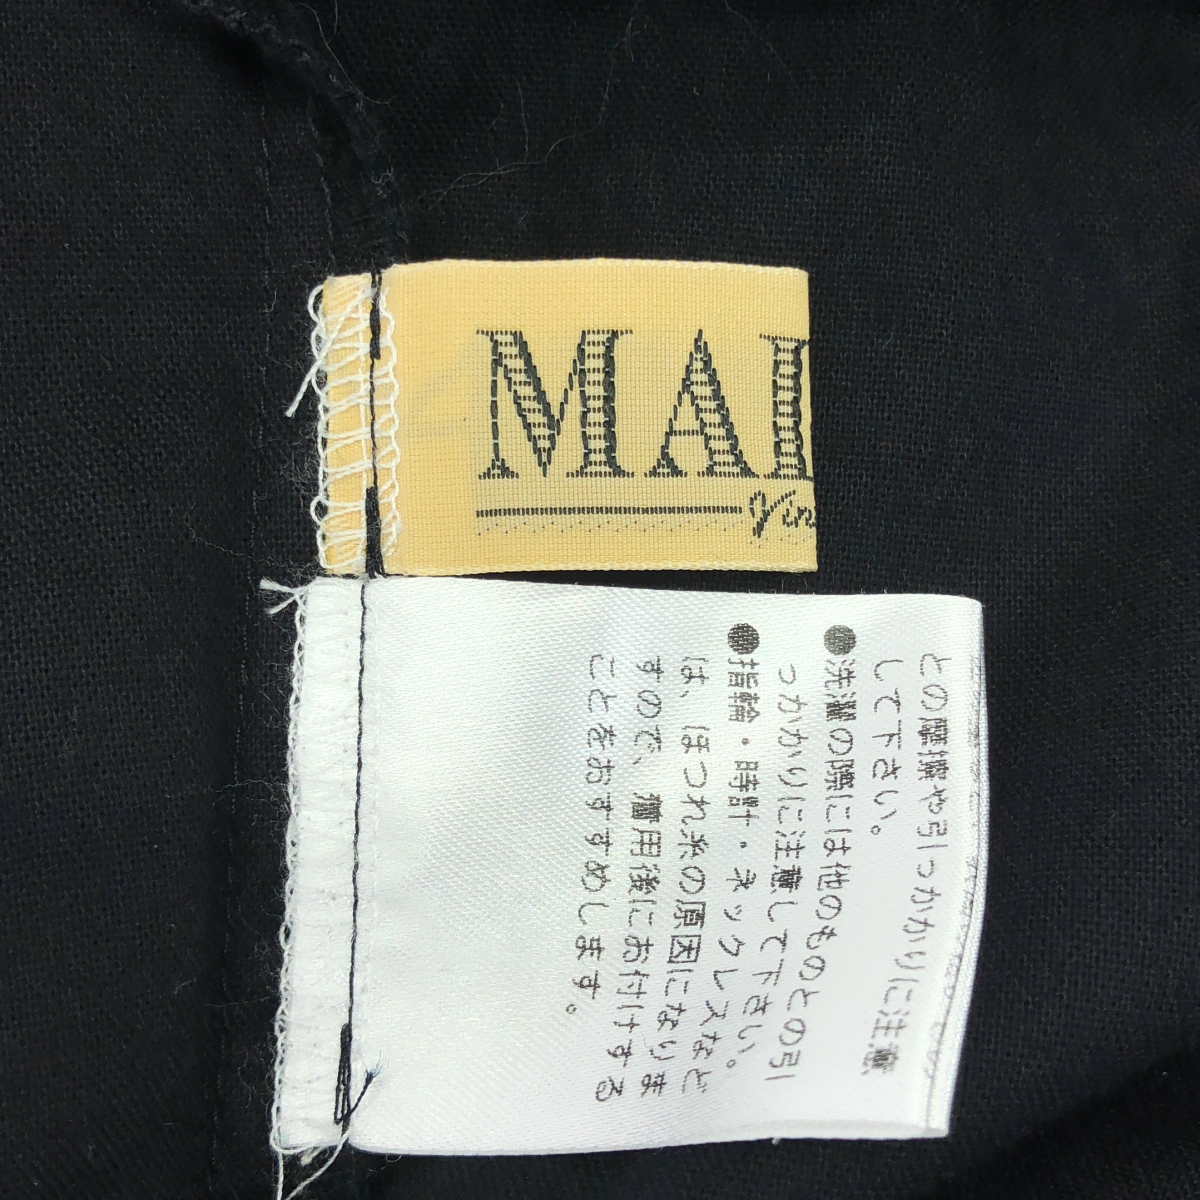 MAI
との摩擦や引っかかりに注意
して下さい。
●洗濯の際には他のものとの引
っかかりに注意して下さい。
●指輪・時計・ネックレスなど
は、ほつれ糸の原因になりま
すので、着用後にお付けする
ことをおすすめします。